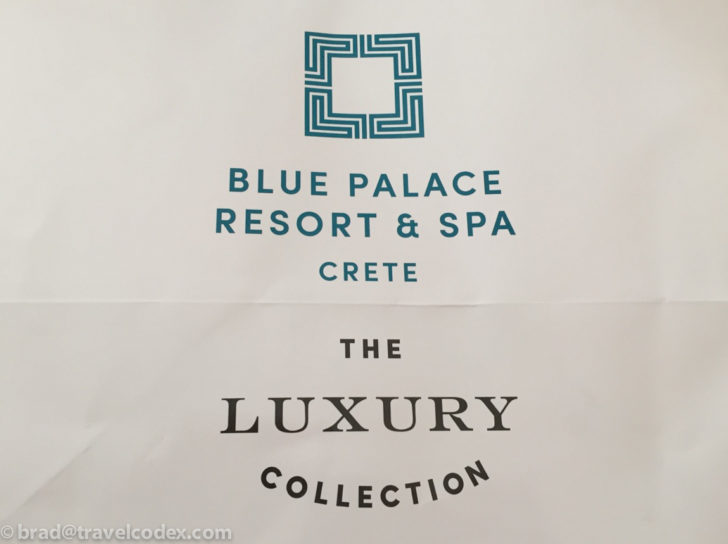 BLUE PALACE
RESORT & SPA
CRETE
THE
LUXURY
COLLECTION
© brad@travelcodex.com